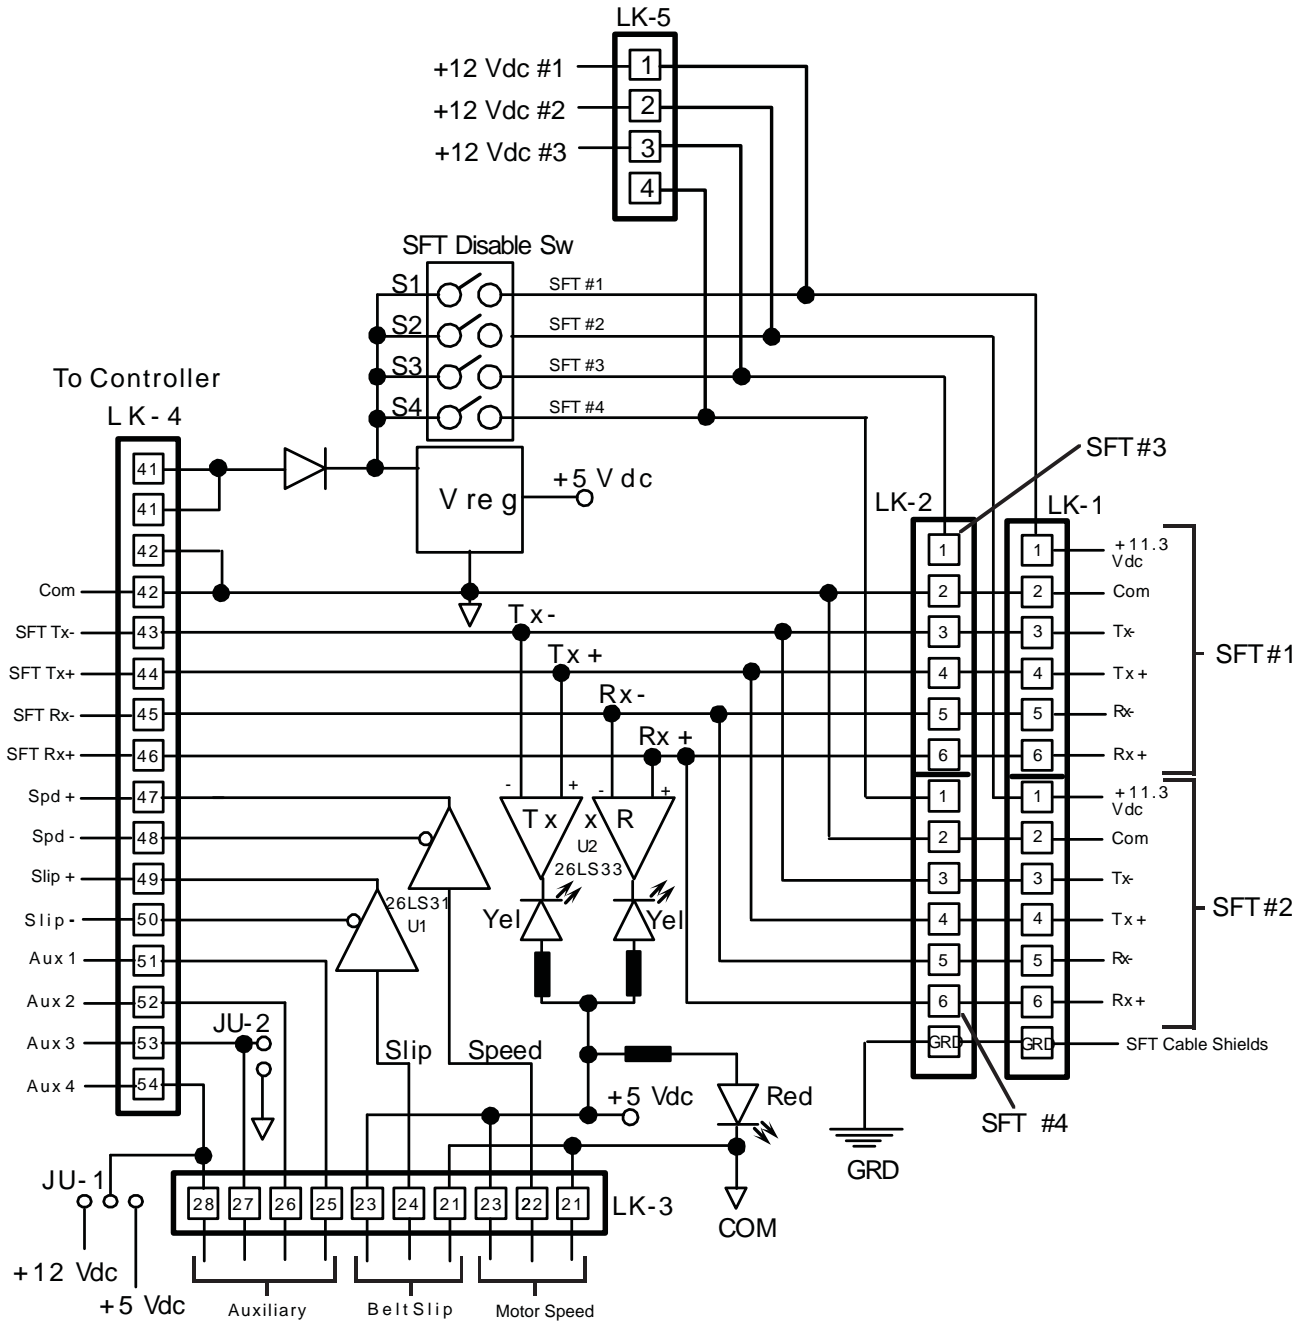 LK-5
+12 Vdc #1
1
+12 Vdc #2
2
+12 Vdc #3
3
4
SFT Disable Sw
S1
SFT #1
S2
SFT #2
S3
SFT #3
S4
SFT #4
To Controller
LK-4
41
41
42
Com
42
SFT Tx-
43
SFT Tx+
44
SFT Rx-
45
SFT Rx+
46
Spd +
47
Spd -
48
Slip +
49
Slip -
50
Aux 1
51
Aux 2
52
Aux 3
53
Aux 4
54
V reg
+5 Vdc
Tx-
Tx+
Rx-
Rx+
- + - +
Tx
x
R
U2
26LS33
26LS31
U1
Yel
Yel
Slip
Speed
+5 Vdc
Red
COM
JU-2
JU-1
+12 Vdc
+5 Vdc
28
27
26
25
23
24
21
23
22
21
LK-3
Auxiliary
Belt Slip
Motor Speed
SFT#3
LK-2
1
2
3
4
5
6
1
2
3
4
5
6
GRD
GRD
SFT #4
LK-1
1
+11.3
Vdc
2
Com
3
Tx-
4
Tx+
5
Rx-
6
Rx+
SFT#1
1
+11.3
Vdc
2
Com
3
Tx-
4
Tx+
5
Rx-
6
Rx+
SFT#2
GRD
SFT Cable Shields